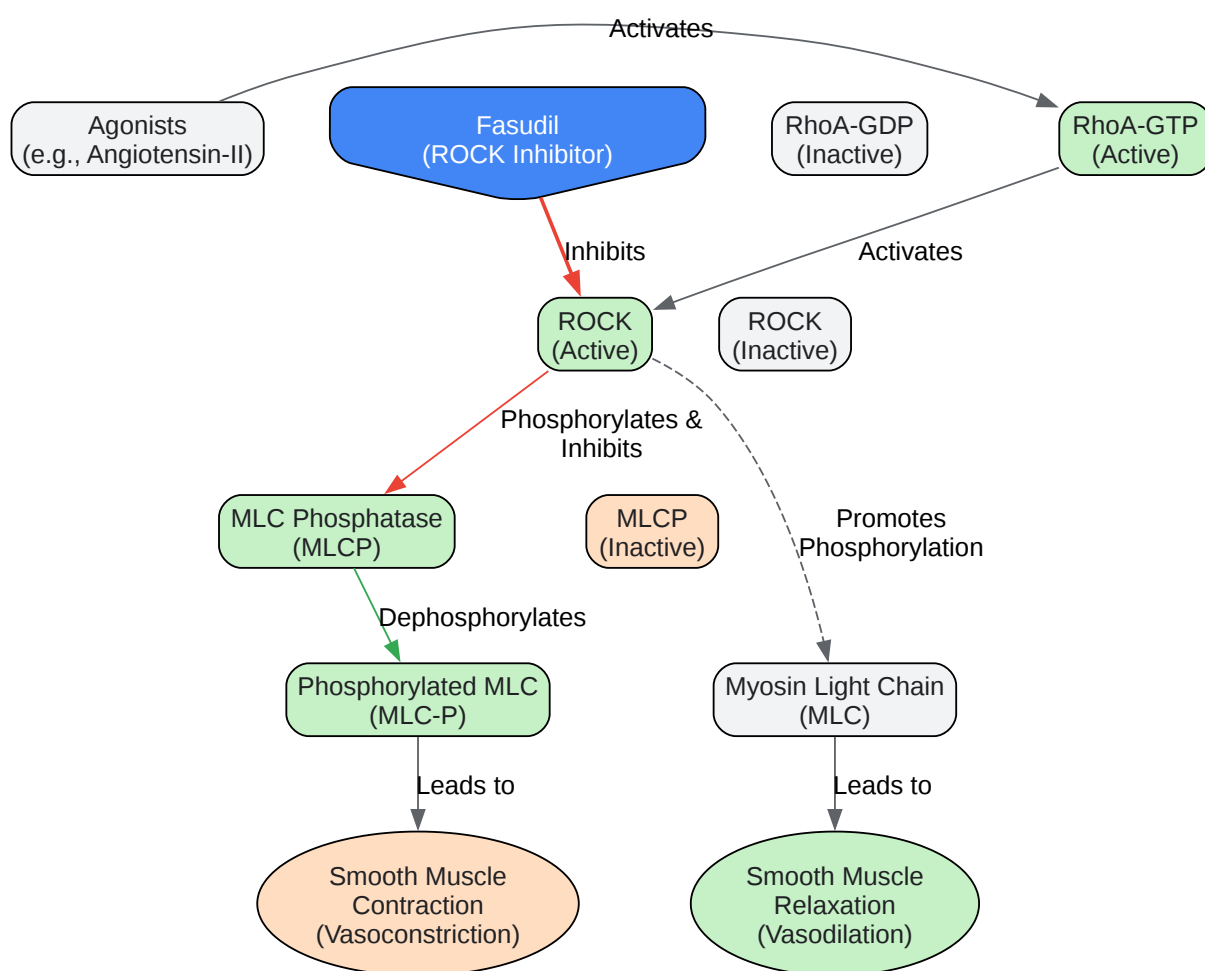 Activates
Agonists
(e.g., Angiotensin-II)
Fasudil
(ROCK Inhibitor)
RhoA-GDP
(Inactive)
RhoA-GTP
(Active)
Inhibits
Activates
ROCK
(Active)
ROCK
(Inactive)
Phosphorylates &
Inhibits
MLC Phosphatase
(MLCP)
MLCP
(Inactive)
Promotes
Phosphorylation
Dephosphorylates
Phosphorylated MLC
(MLC-P)
Myosin Light Chain
(MLC)
Leads to
Leads to
Smooth Muscle
Contraction
(Vasoconstriction)
Smooth Muscle
Relaxation
(Vasodilation)